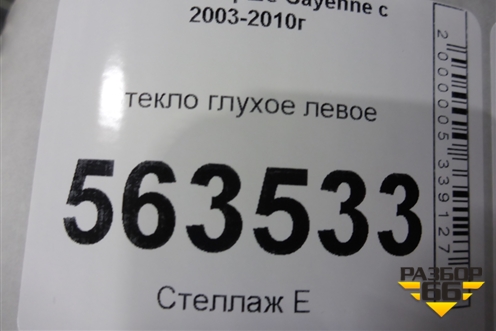 Cayenne с
2003-2010г
текло глухое левое
563533
Стеллаж Е
2000005339127
РАЗБОР
66